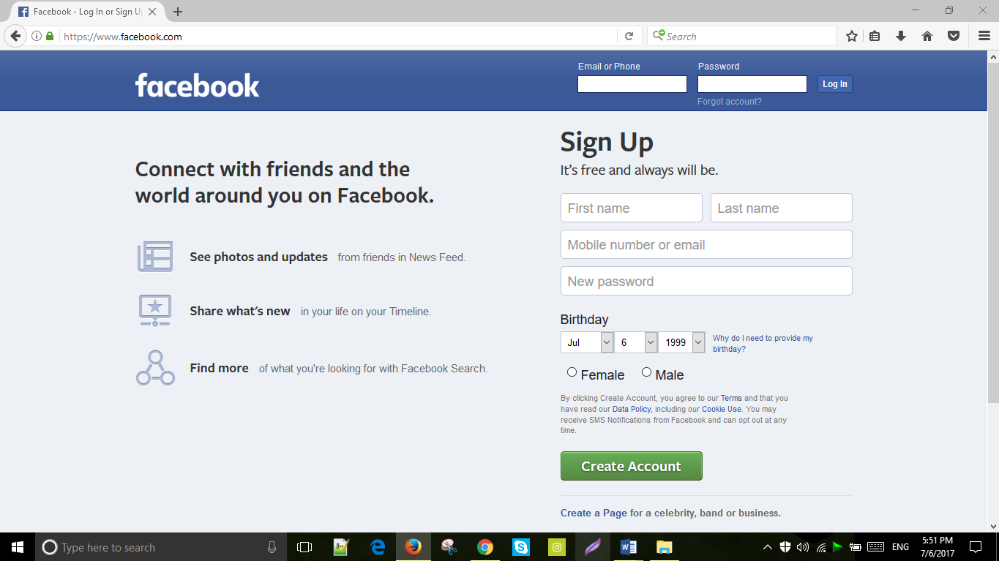 Facebook - Log In or Sign U
https://www.facebook.com
Search
facebook
Email or Phone
Password
Log In
Forgot account?
Connect with friends and the
world around you on Facebook.
See photos and updates from friends in News Feed.
Share what's new in your life on your Timeline.
Find more of what you're looking for with Facebook Search.
Sign Up
It's free and always will be.
First name
Last name
Mobile number or email
New password
Birthday
Jul 6 1999
Why do I need to provide my
birthday?
Female Male
By clicking Create Account, you agree to our Terms and that you
have read our Data Policy, including our Cookie Use. You may
receive SMS Notifications from Facebook and can opt out at any
time.
Create Account
Create a Page for a celebrity, band or business.
Type here to search
ENG
5:51 PM
7/6/2017